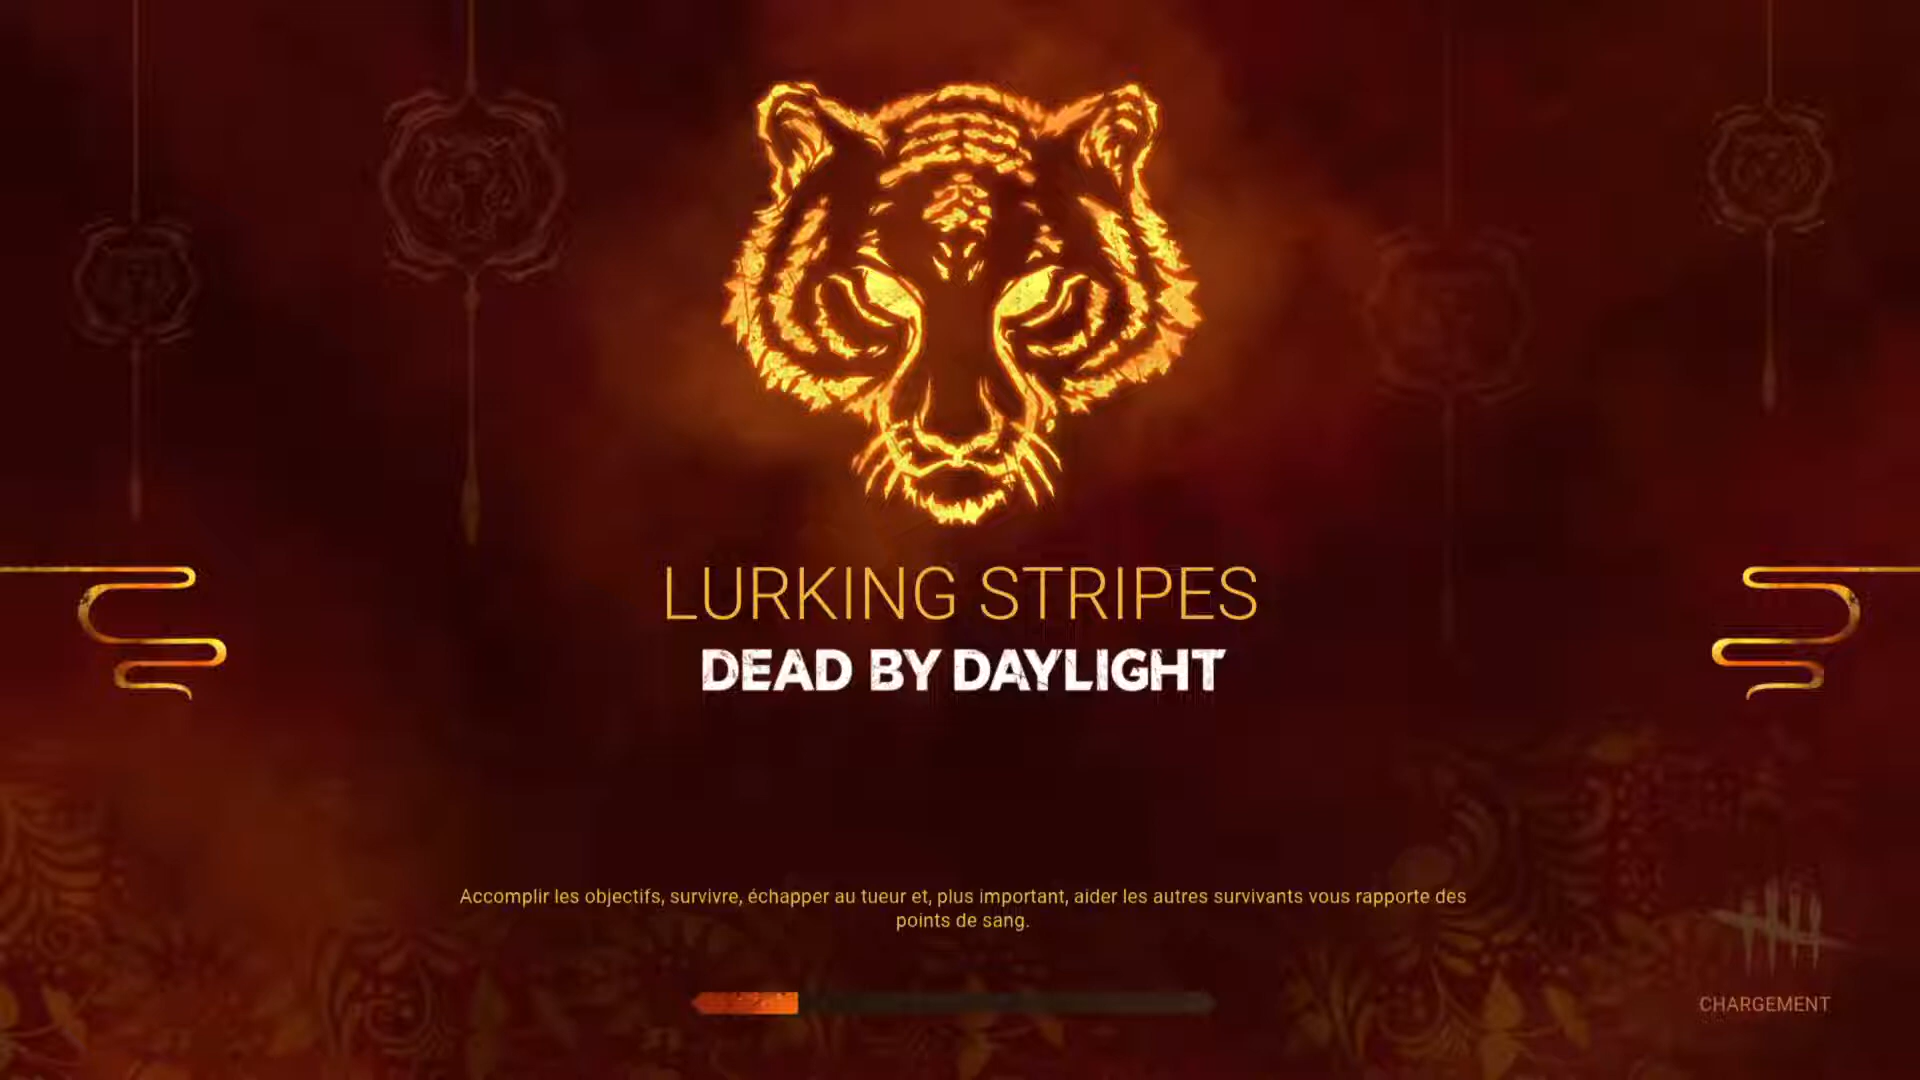 LURKING STRIPES
DEAD BY DAYLIGHT
Accomplir les objectifs, survivre, échapper au tueur et, plus important, aider les autres survivants vous rapporte des
points de sang.
CHARGEMENT